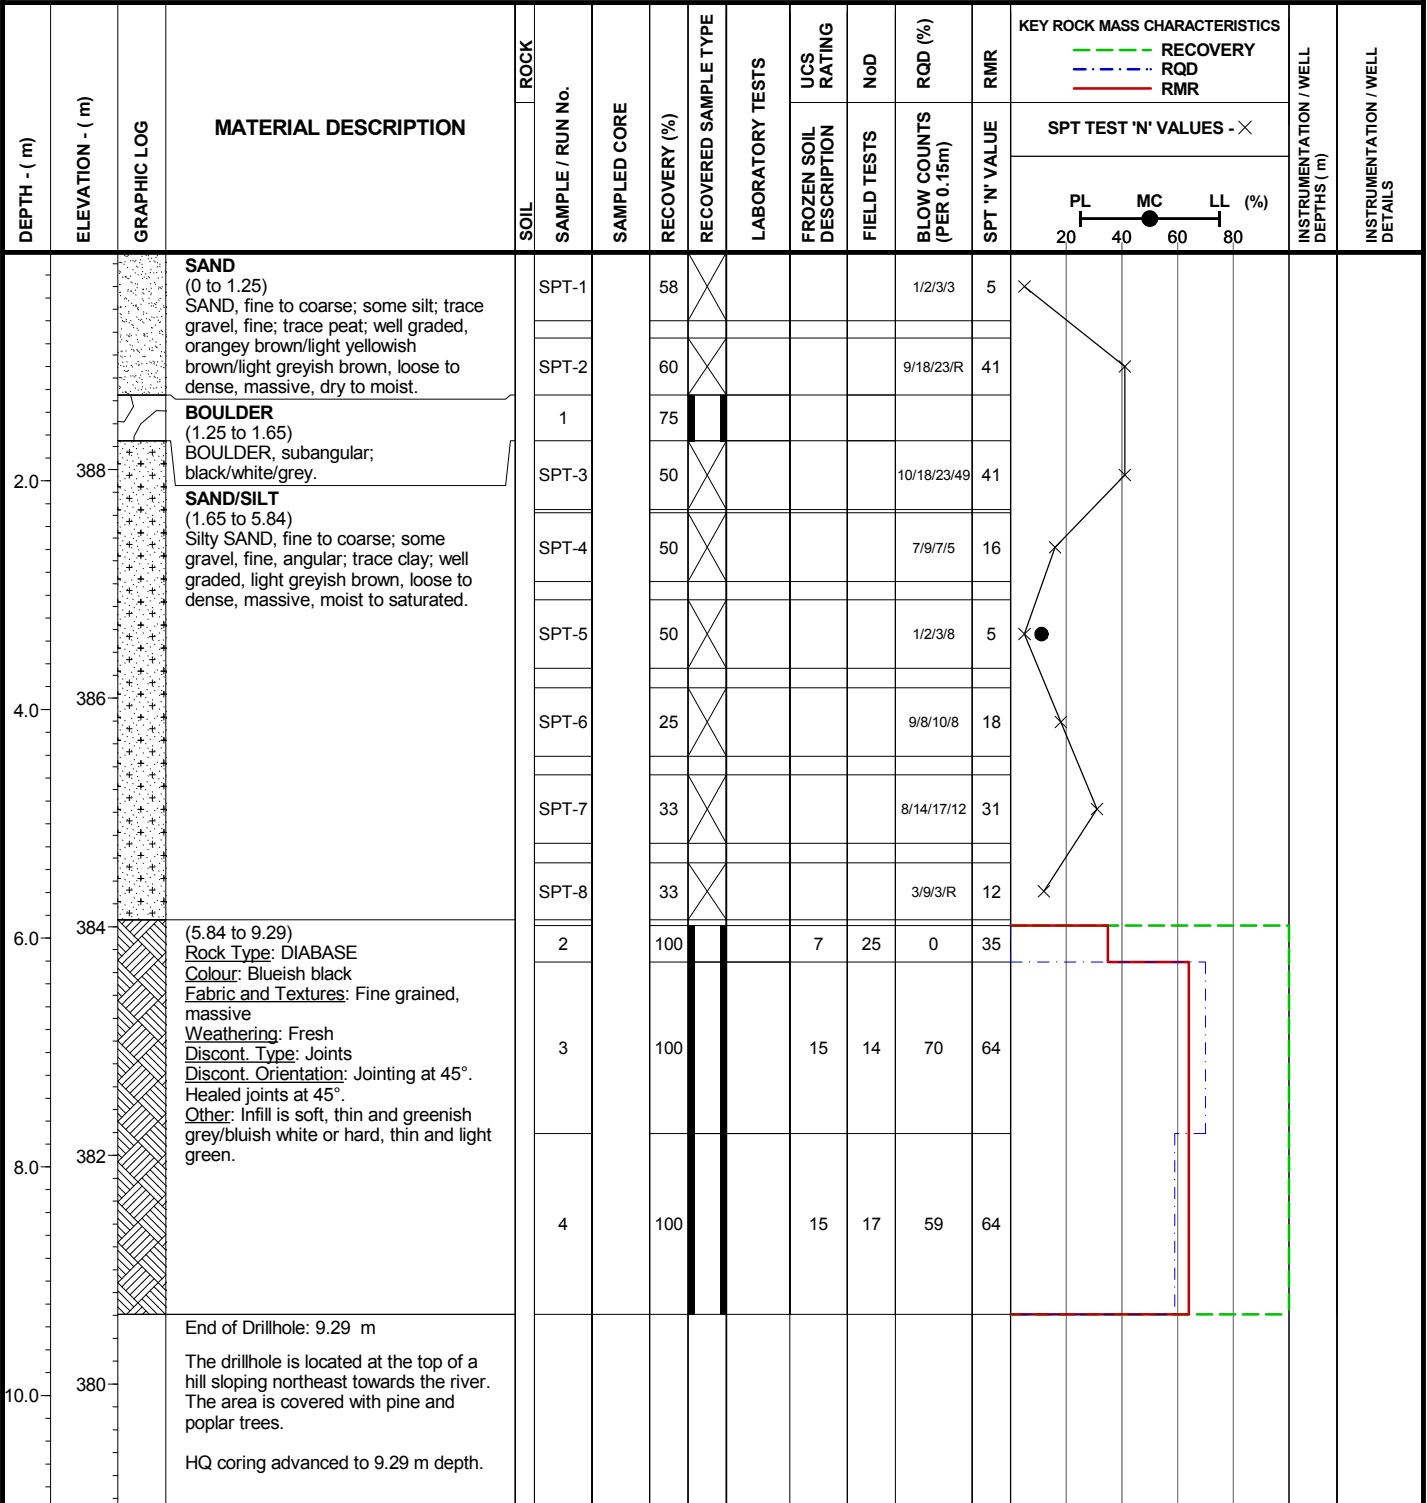 DEPTH - ( m)
ELEVATION - ( m)
GRAPHIC LOG
MATERIAL DESCRIPTION
SOIL
ROCK
SAMPLE / RUN No.
SAMPLED CORE
RECOVERY (%)
RECOVERED SAMPLE TYPE
LABORATORY TESTS
UCS
RATING
FROZEN SOIL
DESCRIPTION
NoD
FIELD TESTS
RQD (%)
BLOW COUNTS
(PER 0.15m)
RMR
SPT 'N' VALUE
KEY ROCK MASS CHARACTERISTICS
RECOVERY
RQD
RMR
SPT TEST 'N' VALUES - ×
PL MC LL (%)
20 40 60 80
INSTRUMENTATION / WELL
DEPTHS ( m)
INSTRUMENTATION / WELL
DETAILS
SAND
(0 to 1.25)
SAND, fine to coarse; some silt; trace
gravel, fine; trace peat; well graded,
orangey brown/light yellowish
brown/light greyish brown, loose to
dense, massive, dry to moist.
SPT-1 58 1/2/3/3 5
SPT-2 60 9/18/23/R 41
BOULDER
(1.25 to 1.65)
BOULDER, subangular;
black/white/grey.
1 75
2.0
388
SPT-3 50 10/18/23/49 41
SAND/SILT
(1.65 to 5.84)
Silty SAND, fine to coarse; some
gravel, fine, angular; trace clay; well
graded, light greyish brown, loose to
dense, massive, moist to saturated.
SPT-4 50 7/9/7/5 16
SPT-5 50 1/2/3/8 5
386
4.0
SPT-6 25 9/8/10/8 18
SPT-7 33 8/14/17/12 31
SPT-8 33 3/9/3/R 12
384
6.0
(5.84 to 9.29)
Rock Type: DIABASE
Colour: Blueish black
Fabric and Textures: Fine grained,
massive
Weathering: Fresh
Discont. Type: Joints
Discont. Orientation: Jointing at 45°.
Healed joints at 45°.
Other: Infill is soft, thin and greenish
grey/bluish white or hard, thin and light
green.
2 100 7 25 0 35
3 100 15 14 70 64
382
8.0
4 100 15 17 59 64
End of Drillhole: 9.29 m
The drillhole is located at the top of a
hill sloping northeast towards the river.
The area is covered with pine and
poplar trees.
380
10.0
HQ coring advanced to 9.29 m depth.